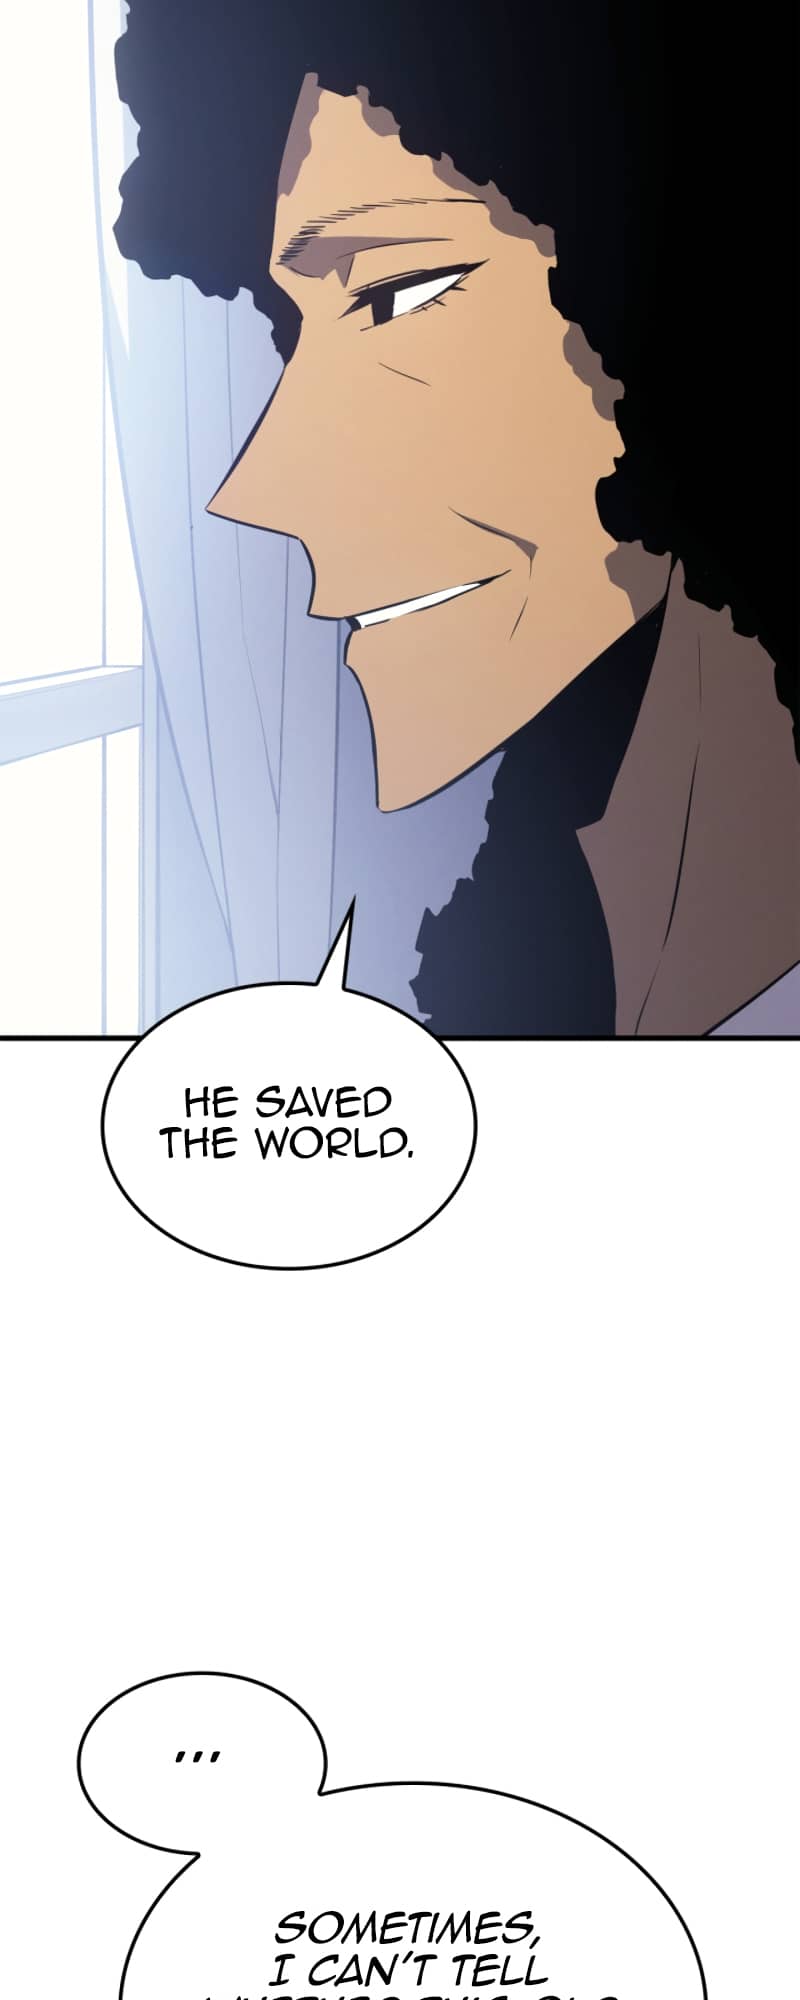 HE SAVED
THE WORLD.
...
SOMETIMES,
I CAN'T TELL